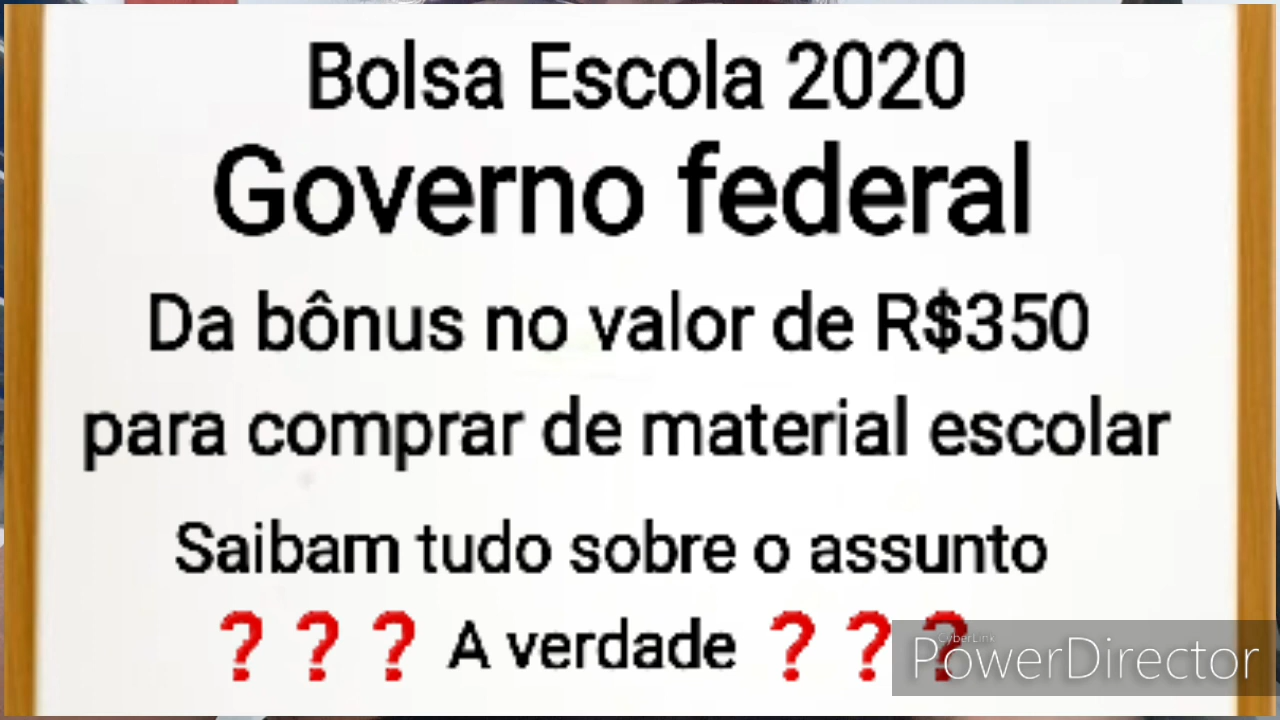 Bolsa Escola 2020
Governo federal
Da bônus no valor de R$350
para comprar de material escolar
Saibam tudo sobre o assunto
❓❓❓ A verdade ❓❓❓
CyberLink
PowerDirector